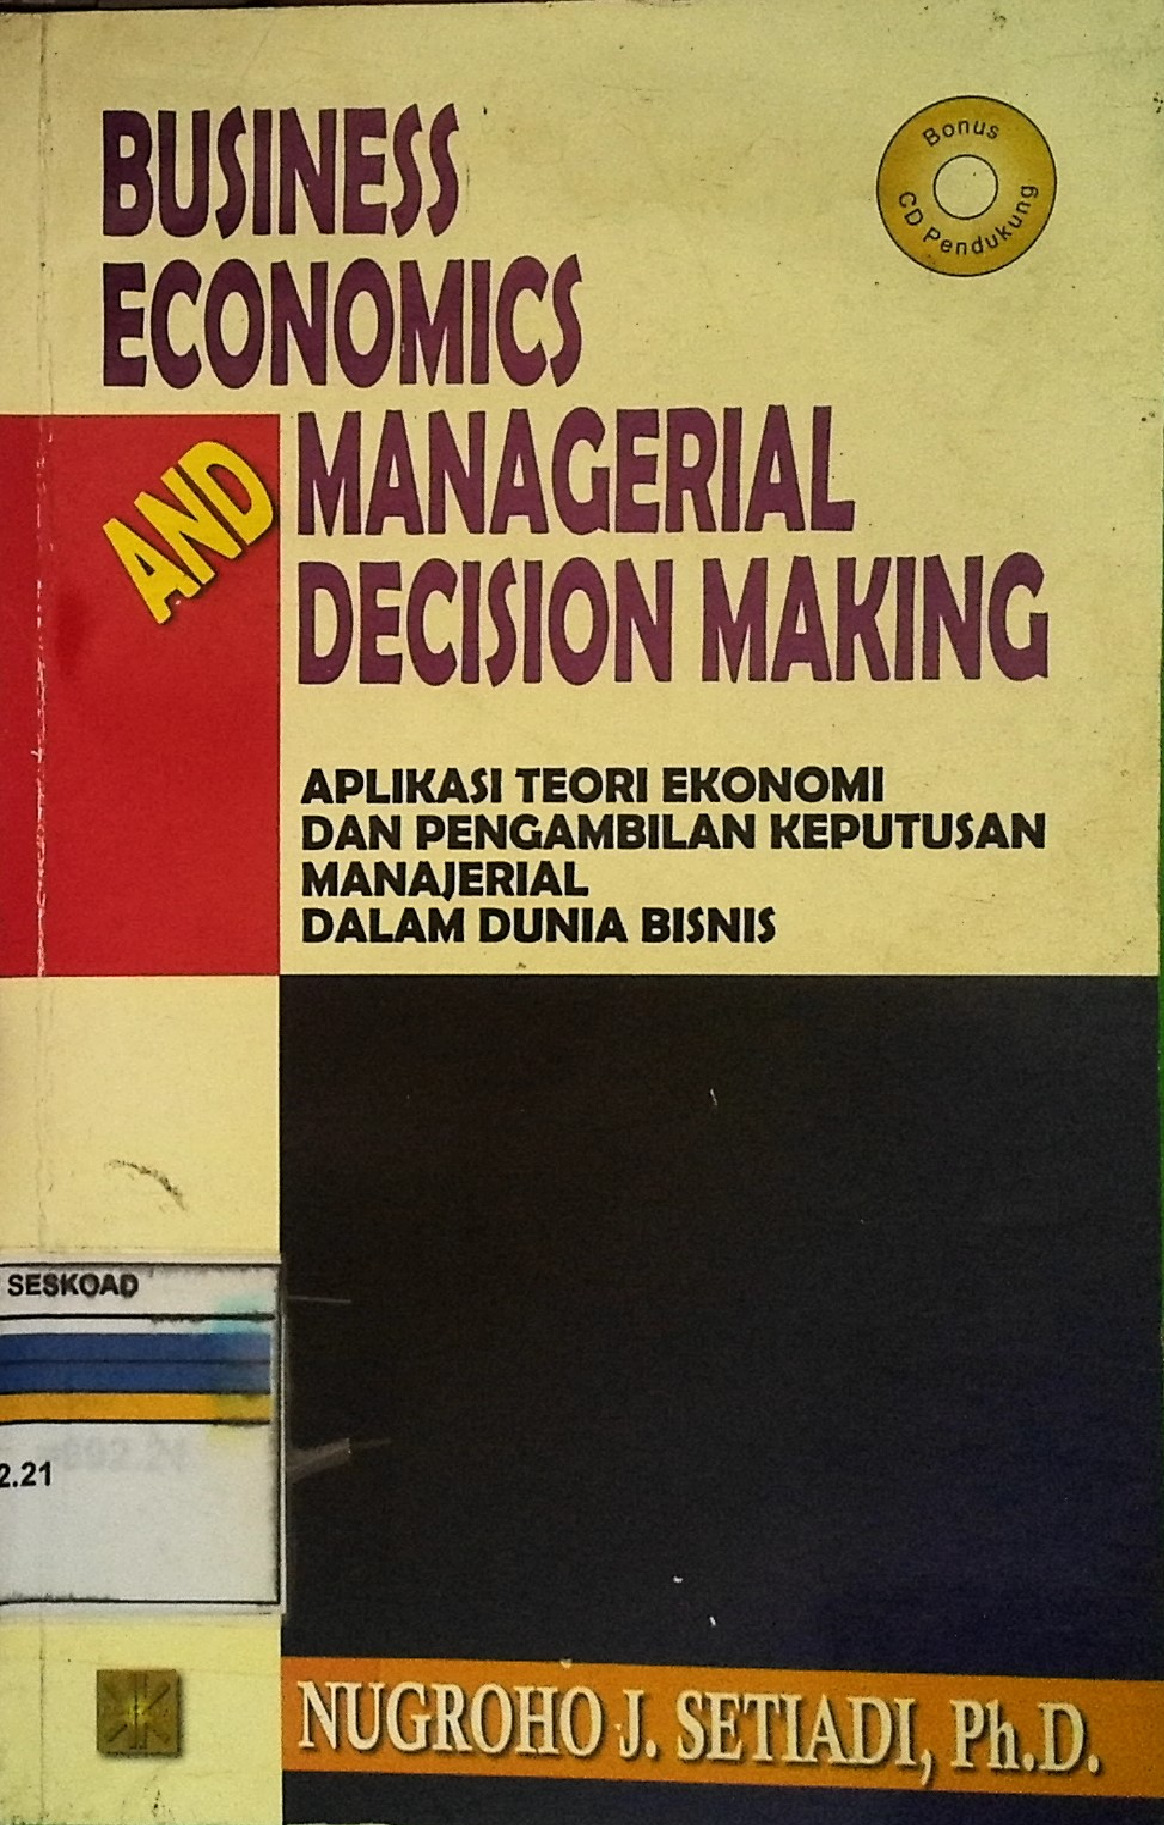 BUSINESS
ECONOMICS
AND
MANAGERIAL
DECISION MAKING
Bonus
CD Pendukung
APLIKASI TEORI EKONOMI
DAN PENGAMBILAN KEPUTUSAN
MANAJERIAL
DALAM DUNIA BISNIS
SESKOAD
2.21
NUGROHO J. SETIADI, Ph.D.